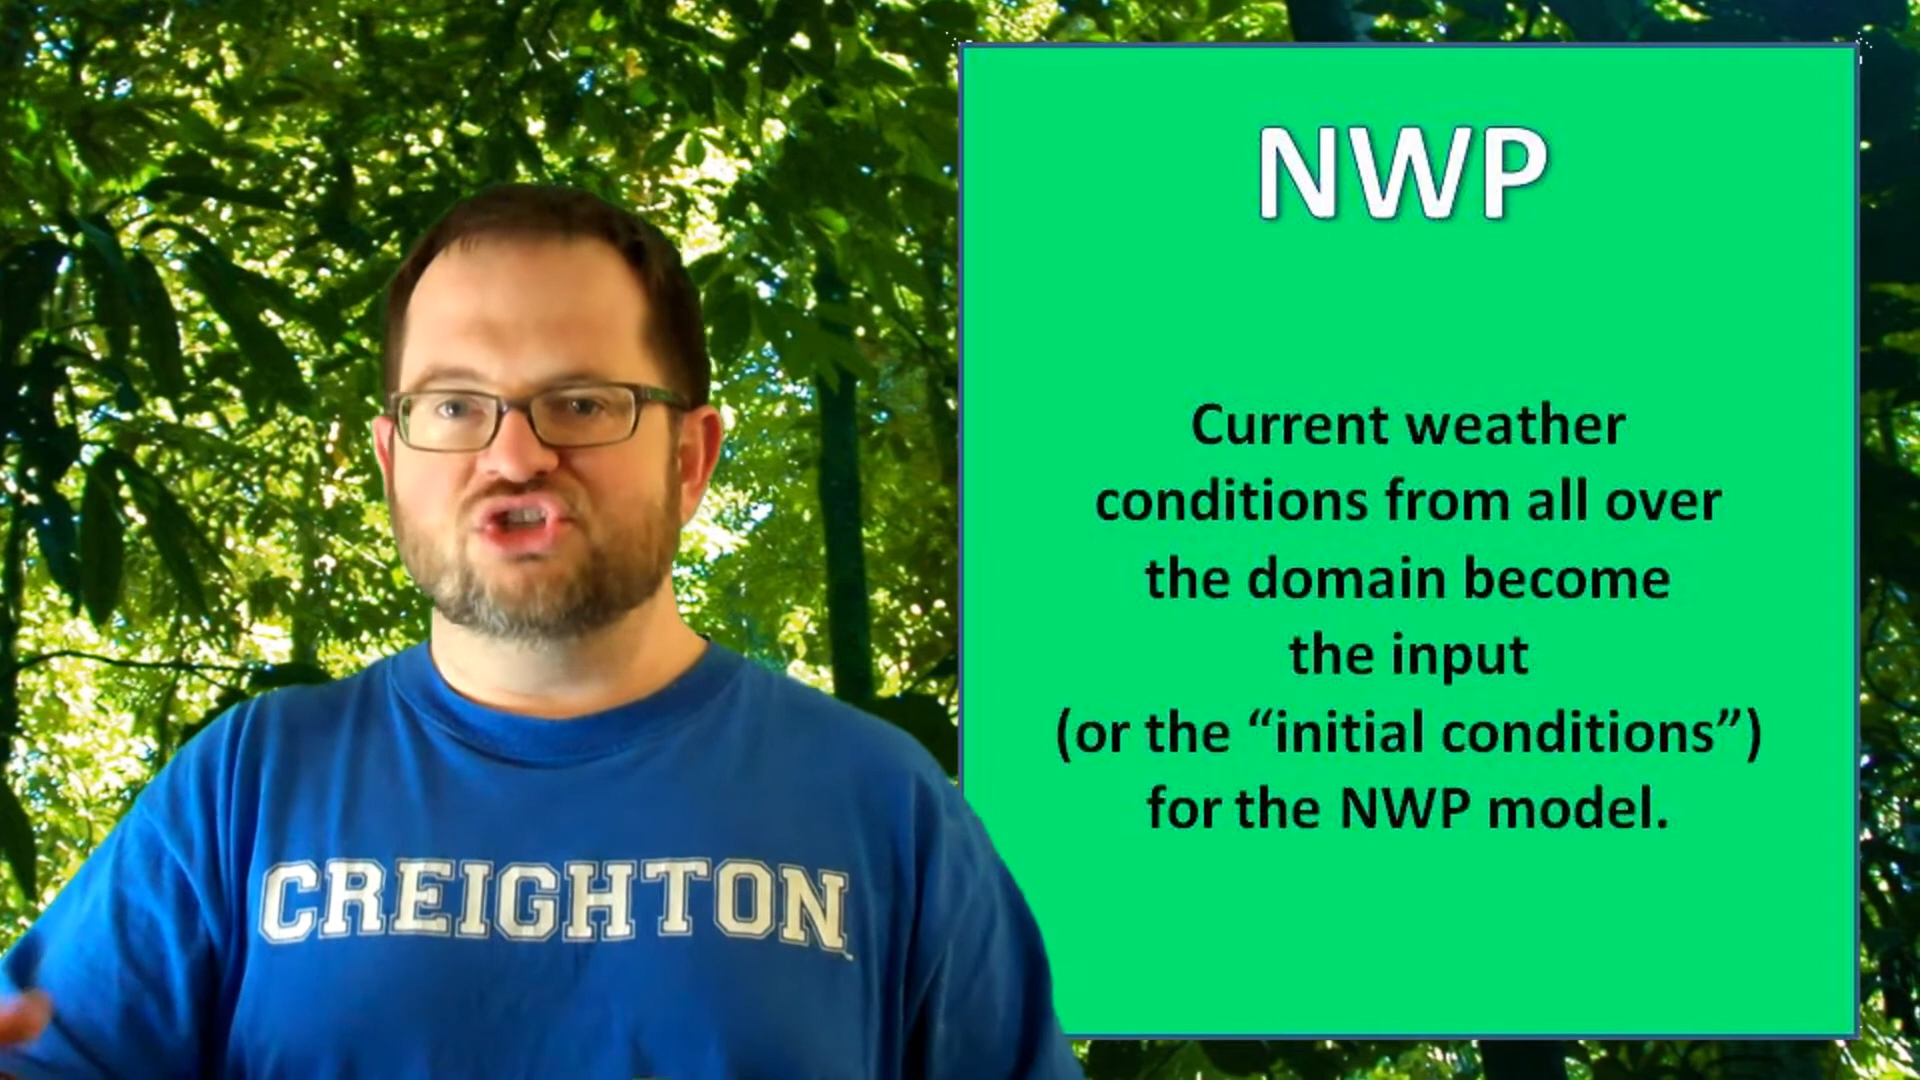 NWP
Current weather
conditions from all over
the domain become
the input
(or the “initial conditions”)
for the NWP model.
CREIGHTON